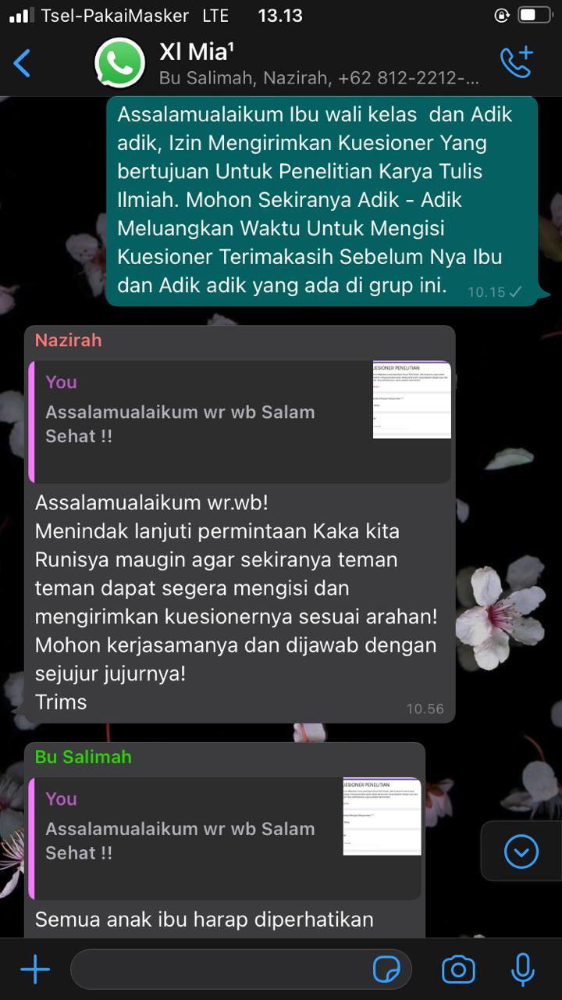 Tsel-PakaiMasker LTE 13.13
XI Mia¹
Bu Salimah, Nazirah, +62 812-2212-...
Assalamualaikum Ibu wali kelas dan Adik
adik, Izin Mengirimkan Kuesioner Yang
bertujuan Untuk Penelitian Karya Tulis
Ilmiah. Mohon Sekiranya Adik - Adik
Meluangkan Waktu Untuk Mengisi
Kuesioner Terimakasih Sebelum Nya Ibu
dan Adik adik yang ada di grup ini. 10.15
Nazirah
You
Assalamualaikum wr wb Salam
Sehat !!
UESIONER PENELITIAN
Assalamualaikum wr.wb!
Menindak lanjuti permintaan Kaka kita
Runisya maugin agar sekiranya teman
teman dapat segera mengisi dan
mengirimkan kuesionernya sesuai arahan!
Mohon kerjasamanya dan dijawab dengan
sejujur jujurnya!
Trims 10.56
Bu Salimah
You
Assalamualaikum wr wb Salam
Sehat !!
UESIONER PENELITIAN
Semua anak ibu harap diperhatikan